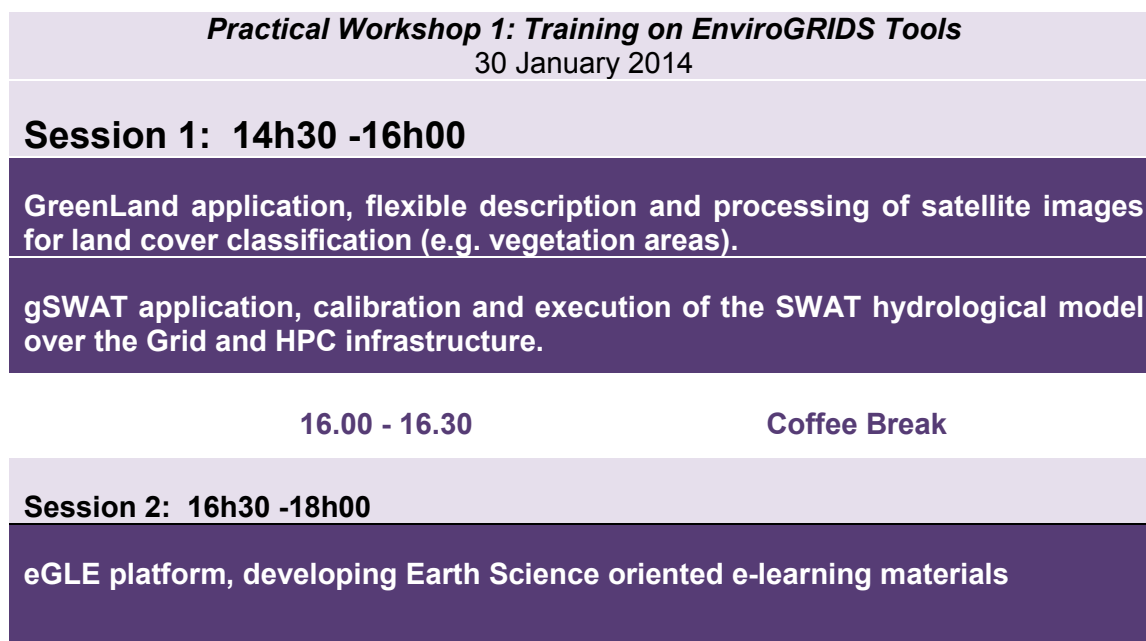 Practical Workshop 1: Training on EnviroGRIDS Tools
30 January 2014
Session 1: 14h30 -16h00
GreenLand application, flexible description and processing of satellite images
for land cover classification (e.g. vegetation areas).
gSWAT application, calibration and execution of the SWAT hydrological model
over the Grid and HPC infrastructure.
16.00 - 16.30 Coffee Break
Session 2: 16h30 -18h00
eGLE platform, developing Earth Science oriented e-learning materials